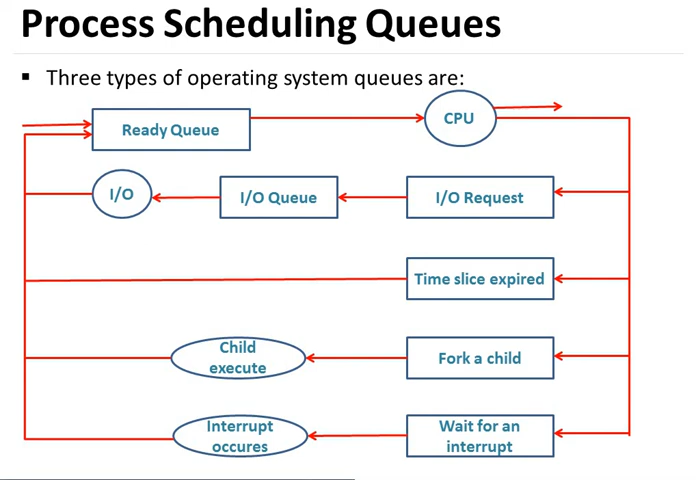 Process Scheduling Queues
▪ Three types of operating system queues are:
Ready Queue
CPU
I/O
I/O Queue
I/O Request
Time slice expired
Child
execute
Fork a child
Interrupt
occures
Wait for an
interrupt